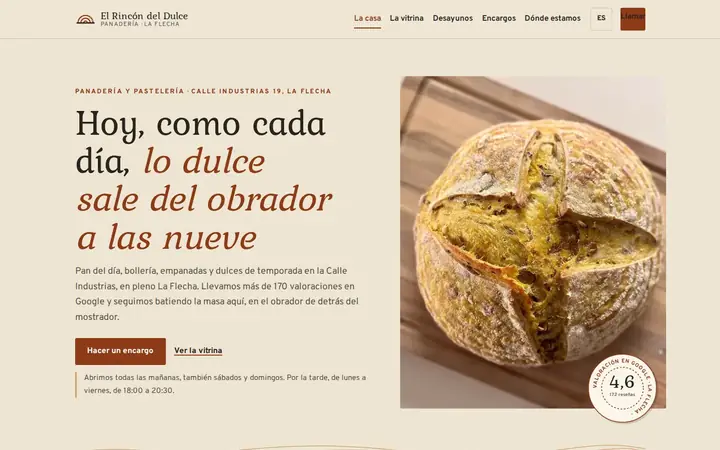 El Rincón del Dulce
PANADERÍA · LA FLECHA
La casa
La vitrina
Desayunos
Encargos
Dónde estamos
ES
Llamar
PANADERÍA Y PASTELERÍA · CALLE INDUSTRIAS 19, LA FLECHA
Hoy, como cada
día, lo dulce
sale del obrador
a las nueve
Pan del día, bollería, empanadas y dulces de temporada en la Calle
Industrias, en pleno La Flecha. Llevamos más de 170 valoraciones en
Google y seguimos batiendo la masa aquí, en el obrador de detrás del
mostrador.
Hacer un encargo
Ver la vitrina
Abrimos todas las mañanas, también sábados y domingos. Por la tarde, de lunes a
viernes, de 18:00 a 20:30.
VALORACIÓN EN GOOGLE · LA FLECHA ·
4,6
172 reseñas